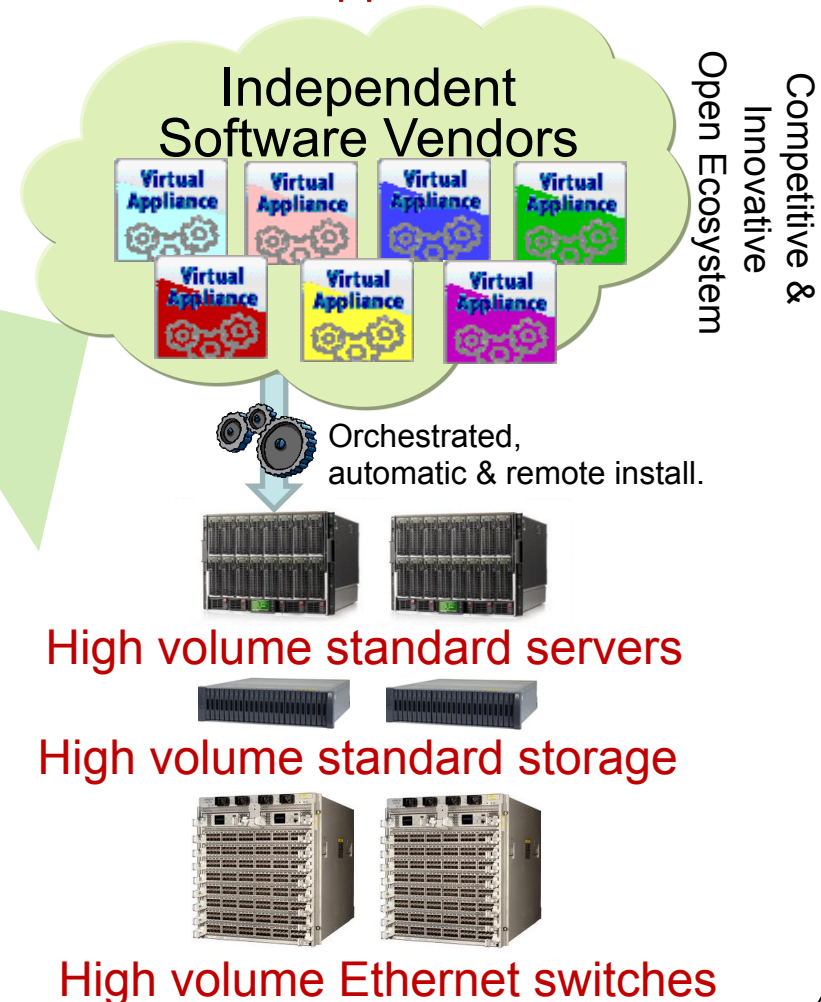 Independent
Software Vendors
Virtual
Appliance
Virtual
Appliance
Virtual
Appliance
Virtual
Appliance
Virtual
Appliance
Virtual
Appliance
Virtual
Appliance
Competitive &
Innovative
Open Ecosystem
Orchestrated,
automatic & remote install.
High volume standard servers
High volume standard storage
High volume Ethernet switches